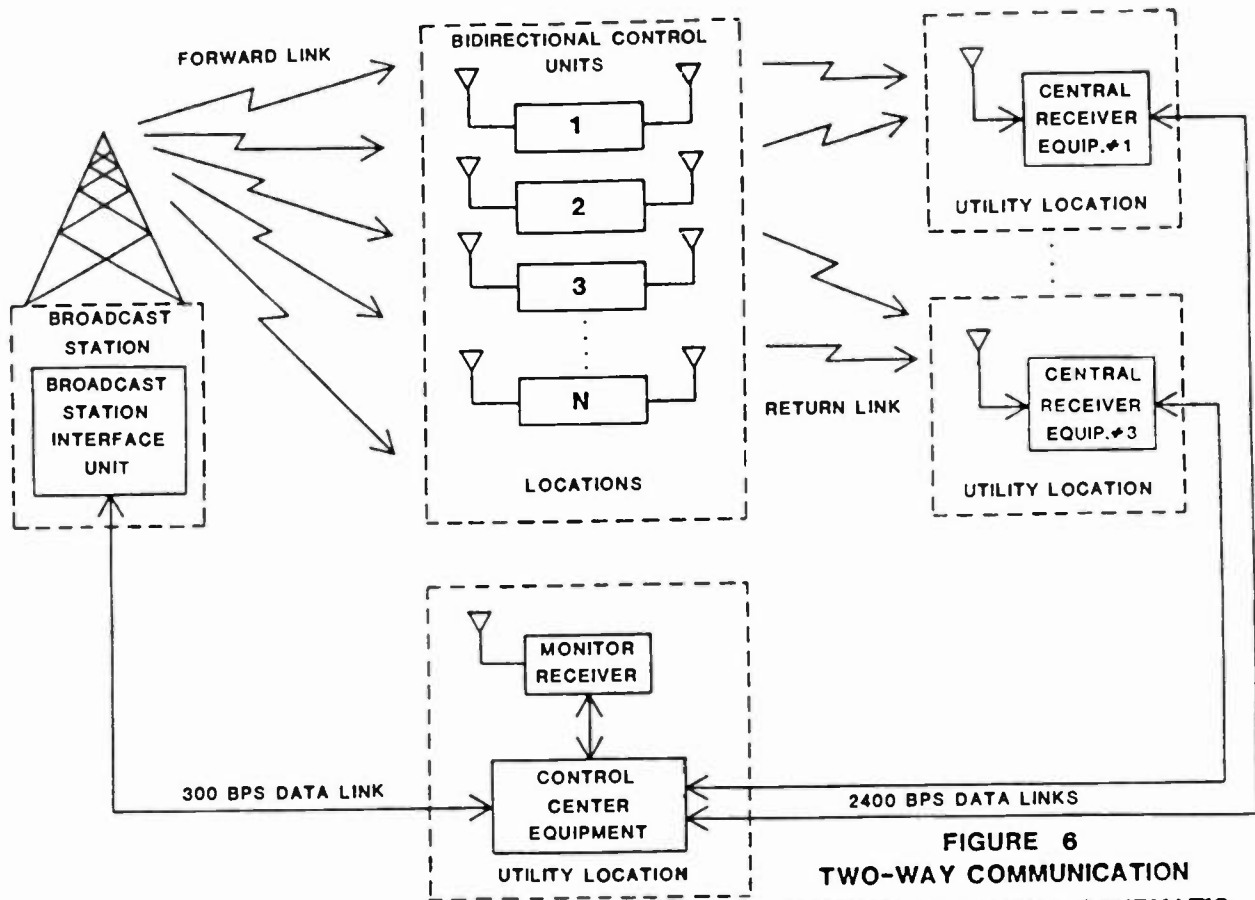 FORWARD LINK
BIDIRECTIONAL CONTROL
UNITS
1
2
3
N
LOCATIONS
CENTRAL
RECEIVER
EQUIP.#1
UTILITY LOCATION
RETURN LINK
CENTRAL
RECEIVER
EQUIP.#3
UTILITY LOCATION
BROADCAST
STATION
BROADCAST
STATION
INTERFACE
UNIT
MONITOR
RECEIVER
CONTROL
CENTER
EQUIPMENT
UTILITY LOCATION
300 BPS DATA LINK
2400 BPS DATA LINKS
FIGURE 6
TWO-WAY COMMUNICATION